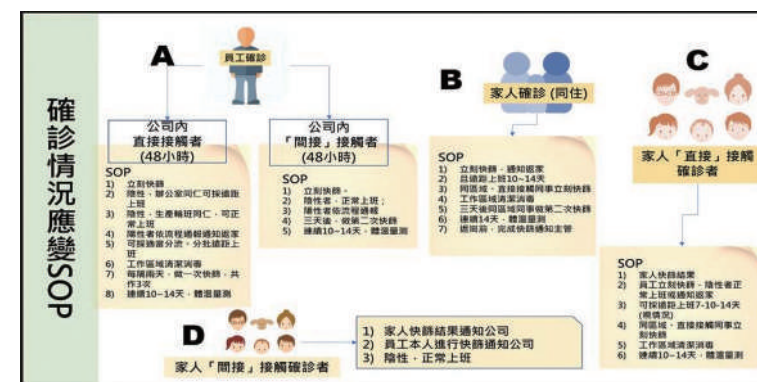 確診情況應變SOP
A
員工確診
公司內
直接接觸者
(48小時)
SOP
1) 立刻快篩
2) 陰性，辦公室同仁可採遠距
上班
3) 陰性，生產輪班同仁，可正
常上班
4) 陽性者依流程通報通知返家
5) 可採適當分流，分批遠距上
班
6) 工作區域清潔消毒
7) 每隔兩天，做一次快篩，共
作3次
8) 連續10~14天，體溫量測
公司內
「間接」接觸者
(48小時)
SOP
1) 立刻快篩。
2) 陰性者，正常上班；
3) 陽性者依流程通報
4) 三天後，做第二次快篩
5) 連續10~14天，體溫量測
B
家人確診 (同住)
SOP
1) 立刻快篩，通知返家
2) 且遠距上班10~14天
3) 同區域、直接接觸同事立刻快篩
4) 工作區域清潔消毒
5) 三天後同區域同事做第二次快篩
6) 連續14天，體溫量測
7) 返崗前，完成快篩通知主管
C
家人「直接」接觸
確診者
SOP
1) 家人快篩結果
2) 員工立刻快篩，陰性者正
常上班或通知返家
3) 可採遠距上班7-10-14天
(視情況)
4) 同區域、直接接觸同事立
刻快篩
5) 工作區域清潔消毒
6) 連續10~14天，體溫量測
D
家人「間接」接觸確診者
1) 家人快篩結果通知公司
2) 員工本人進行快篩通知公司
3) 陰性，正常上班